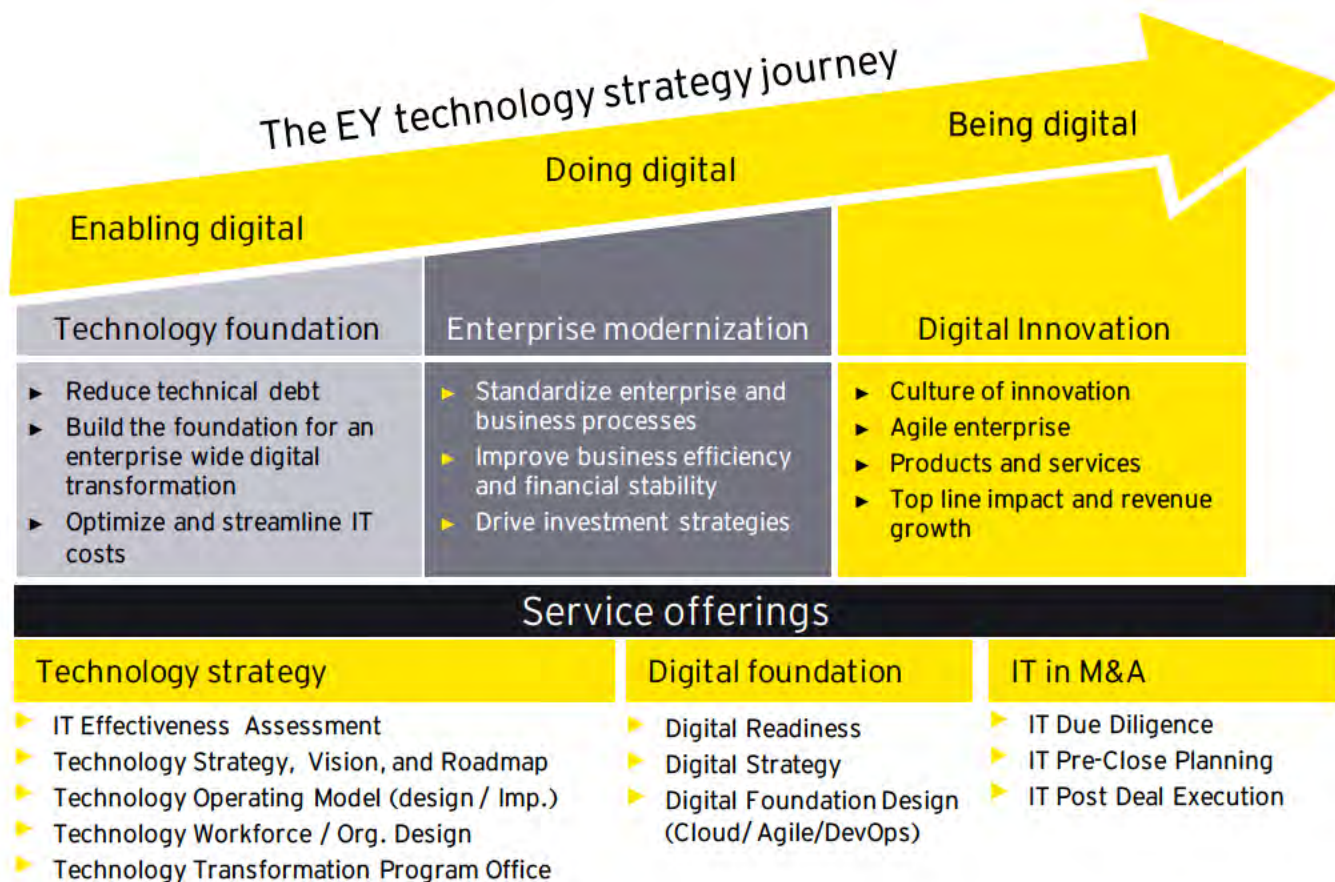 The EY technology strategy journey
Enabling digital
Doing digital
Being digital
Technology foundation
► Reduce technical debt
► Build the foundation for an
enterprise wide digital
transformation
► Optimize and streamline IT
costs
Enterprise modernization
► Standardize enterprise and
business processes
► Improve business efficiency
and financial stability
► Drive investment strategies
Digital Innovation
► Culture of innovation
► Agile enterprise
► Products and services
► Top line impact and revenue
growth
Service offerings
Technology strategy
► IT Effectiveness Assessment
► Technology Strategy, Vision, and Roadmap
► Technology Operating Model (design / Imp.)
► Technology Workforce / Org. Design
► Technology Transformation Program Office
Digital foundation
► Digital Readiness
► Digital Strategy
► Digital Foundation Design
(Cloud/ Agile/DevOps)
IT in M&A
► IT Due Diligence
► IT Pre-Close Planning
► IT Post Deal Execution